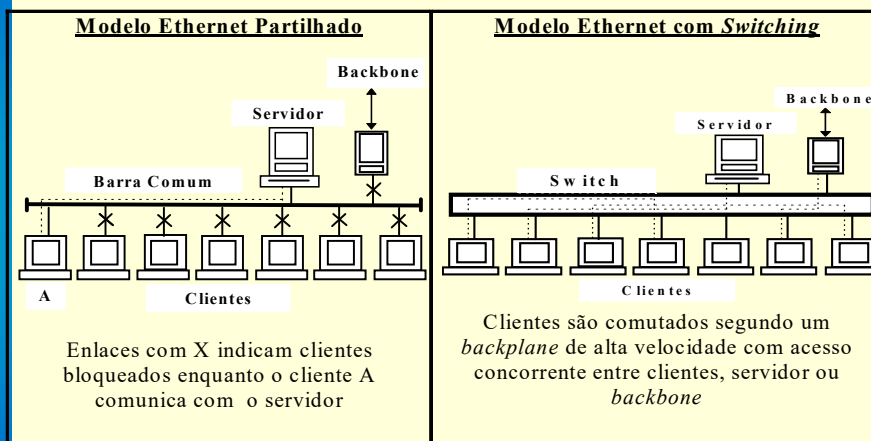 Modelo Ethernet Partilhado
Backbone
Servidor
Barra Comum
A
Clientes
Enlaces com X indicam clientes
bloqueados enquanto o cliente A
comunica com o servidor
Modelo Ethernet com Switching
Backbone
Servidor
Switch
Clientes
Clientes são comutados segundo um
backplane de alta velocidade com acesso
concorrente entre clientes, servidor ou
backbone